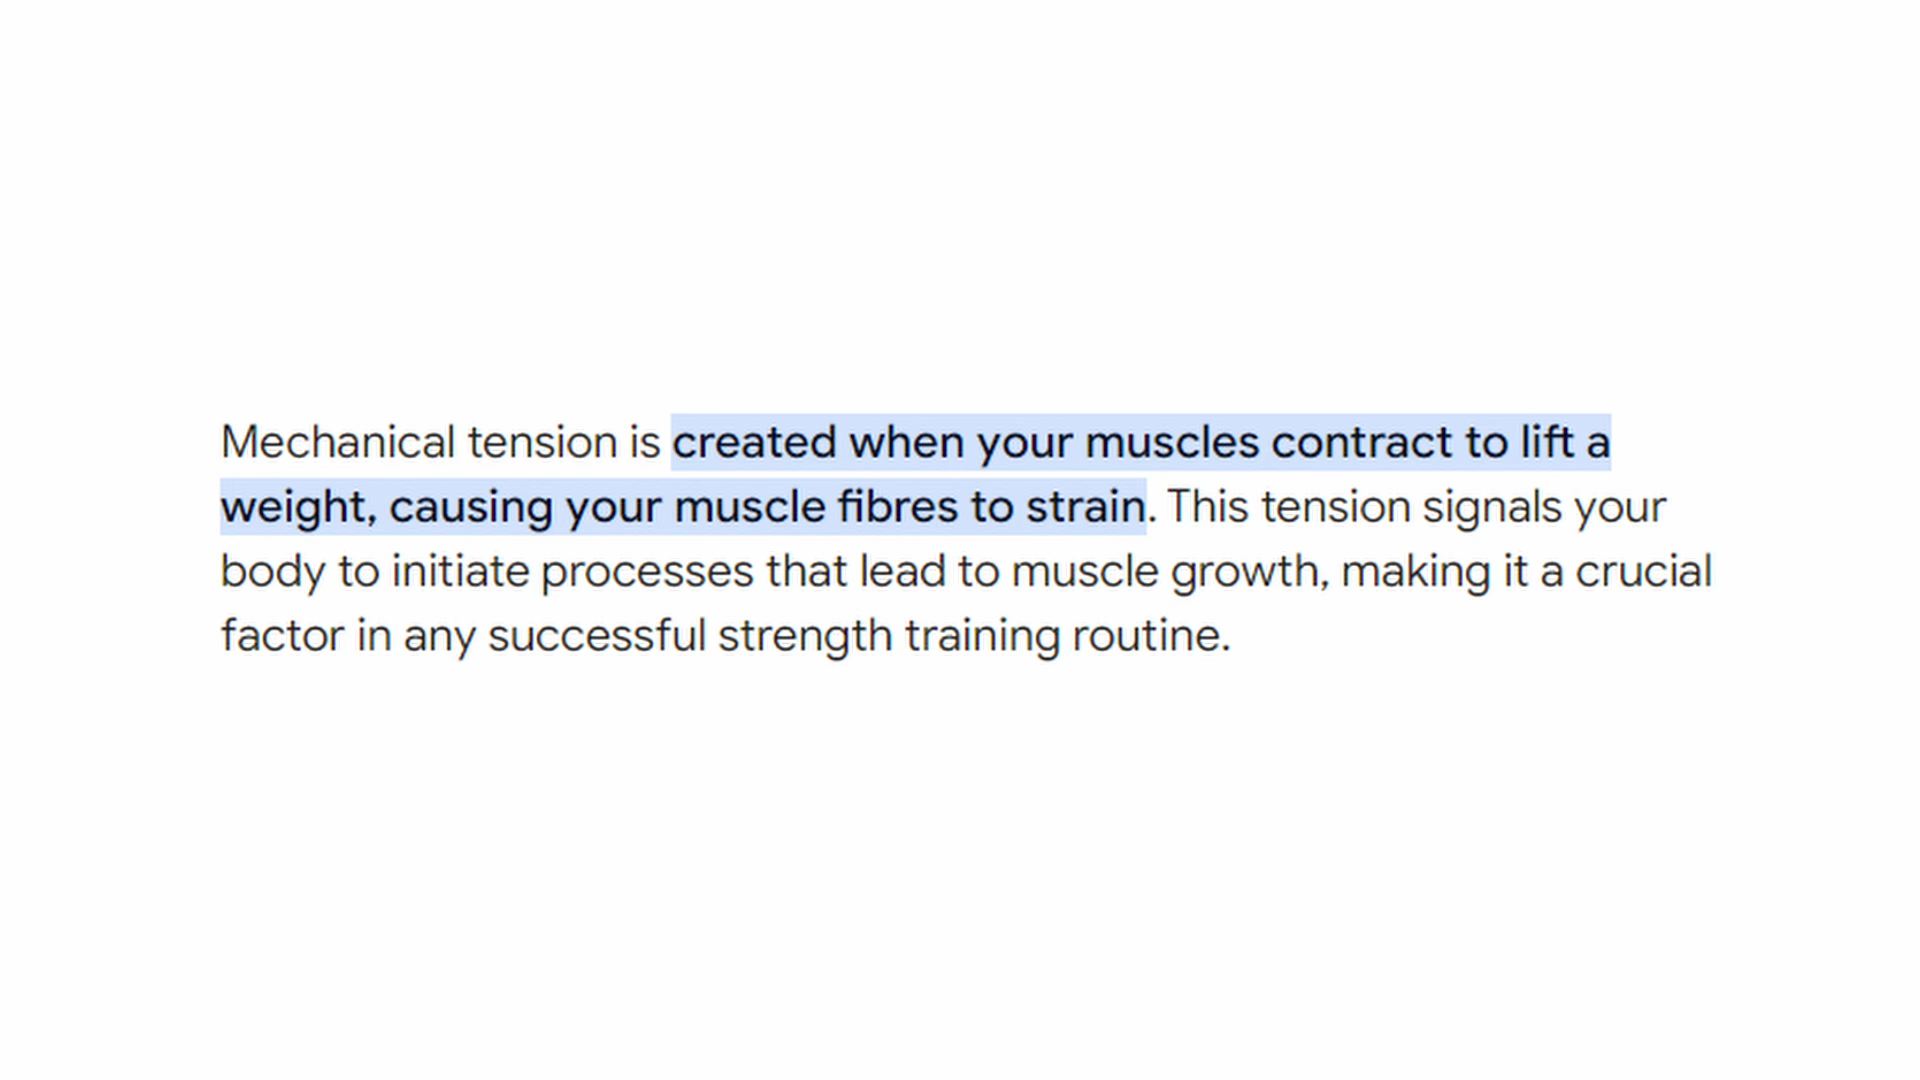 Mechanical tension is created when your muscles contract to lift a
weight, causing your muscle fibres to strain. This tension signals your
body to initiate processes that lead to muscle growth, making it a crucial
factor in any successful strength training routine.